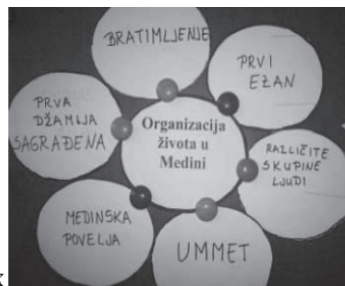 BRATIMLJENJE
PRVI
EZAN
RAZLIČITE
SKUPINE
LJUDI
UMMET
MEDINSKA
POVELJA
PRVA
DŽAMIJA
SAGRAĐENA
Organizacija
života u
Medini